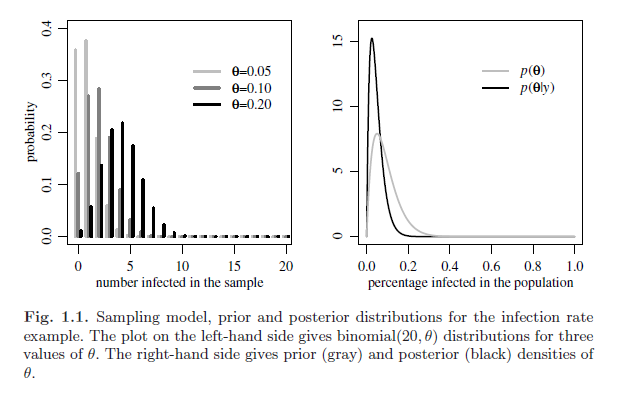 0.4
0.3
0.2
0.1
0.0
probability
θ=0.05
θ=0.10
θ=0.20
0 5 10 15 20
number infected in the sample
15
10
5
0
p(θ)
p(θ|y)
0.0 0.2 0.4 0.6 0.8 1.0
percentage infected in the population
Fig. 1.1. Sampling model, prior and posterior distributions for the infection rate
example. The plot on the left-hand side gives binomial(20, θ) distributions for three
values of θ. The right-hand side gives prior (gray) and posterior (black) densities of
θ.